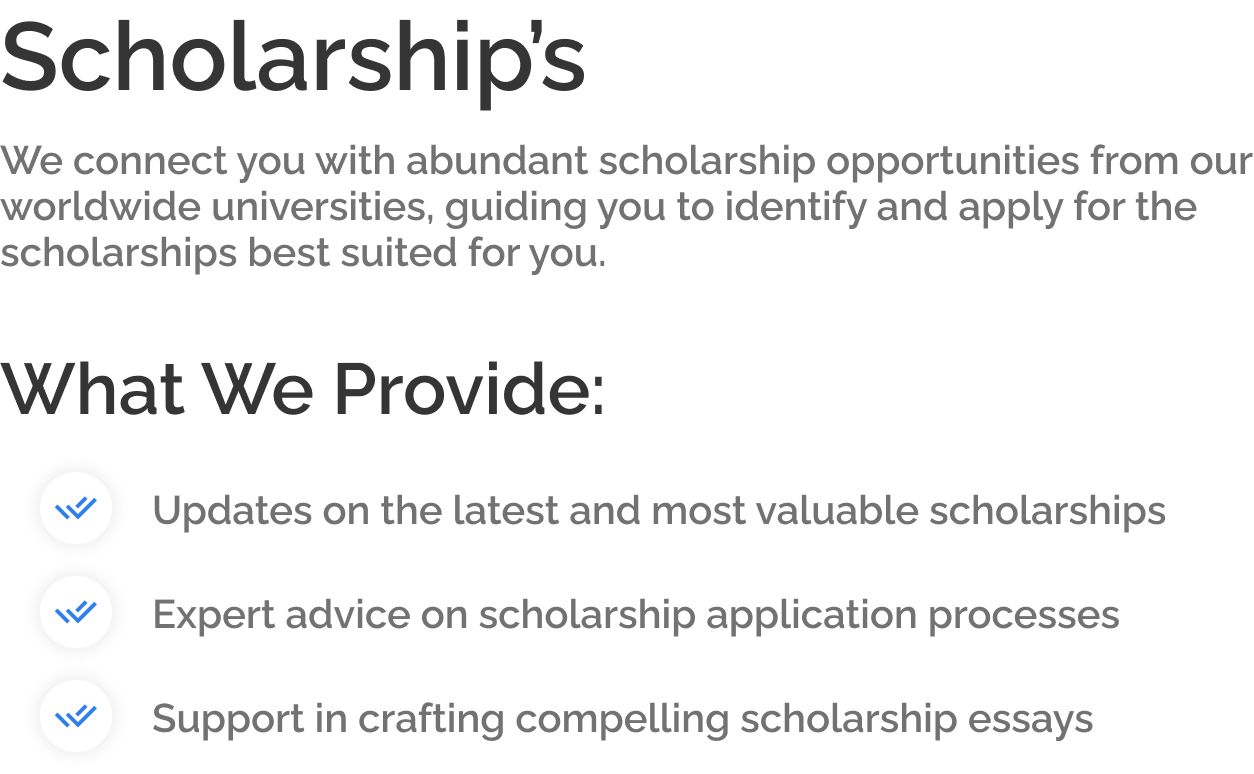 Scholarship’s
We connect you with abundant scholarship opportunities from our
worldwide universities, guiding you to identify and apply for the
scholarships best suited for you.
What We Provide:
Updates on the latest and most valuable scholarships
Expert advice on scholarship application processes
Support in crafting compelling scholarship essays